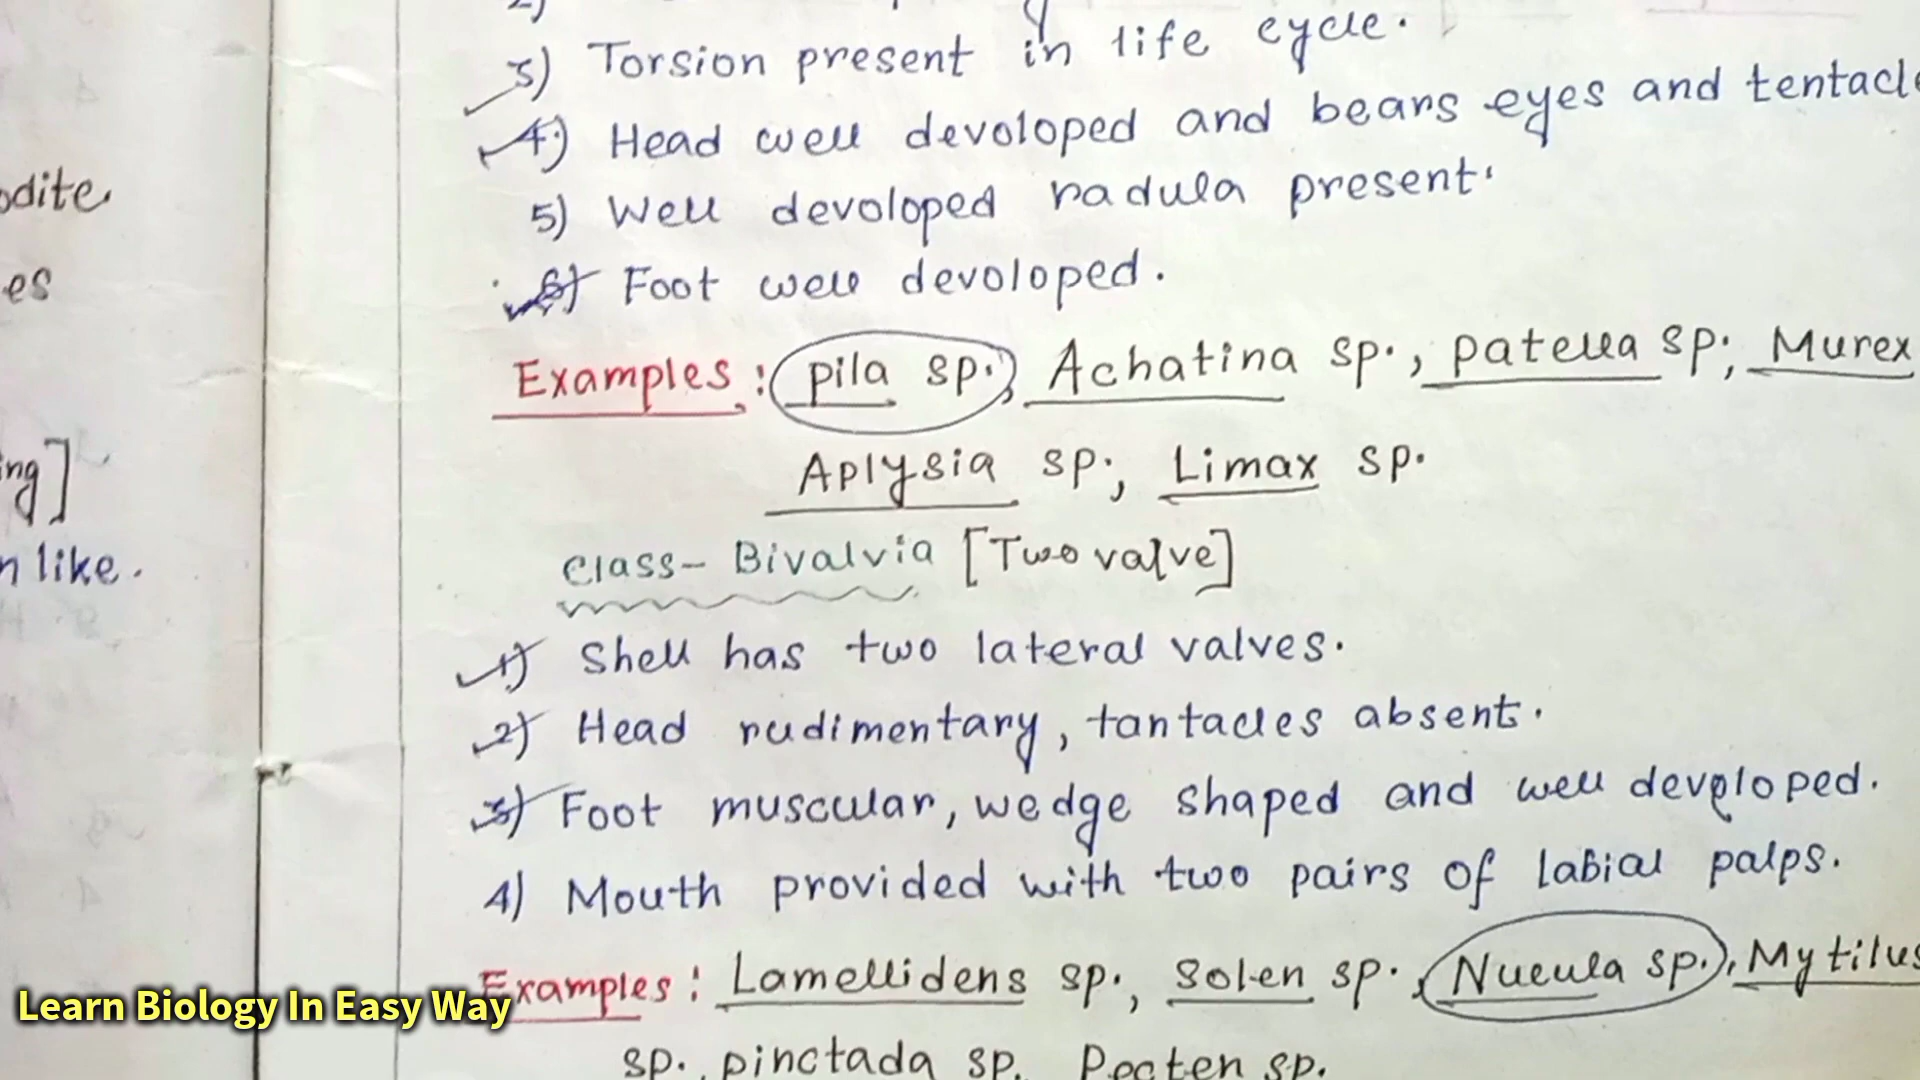 odite
es
ng]
n like.
2)
3) Torsion present in life cycle.
4) Head well devoloped and bears eyes and tentacle
5) Well devoloped radula present.
6) Foot well devoloped.
Examples: pila sp., Achatina sp., patella sp., Murex
Aplysia sp., Limax sp.
Class- Bivalvia [Two valve]
1) Shell has two lateral valves.
2) Head rudimentary, tantacles absent.
3) Foot muscular, wedge shaped and well developed.
4) Mouth provided with two pairs of labial palps.
Examples: Lamellidens sp., Solen sp., Nucula sp., Mytilus
sp., pinctada sp. Pecten sp.
Learn Biology In Easy Way